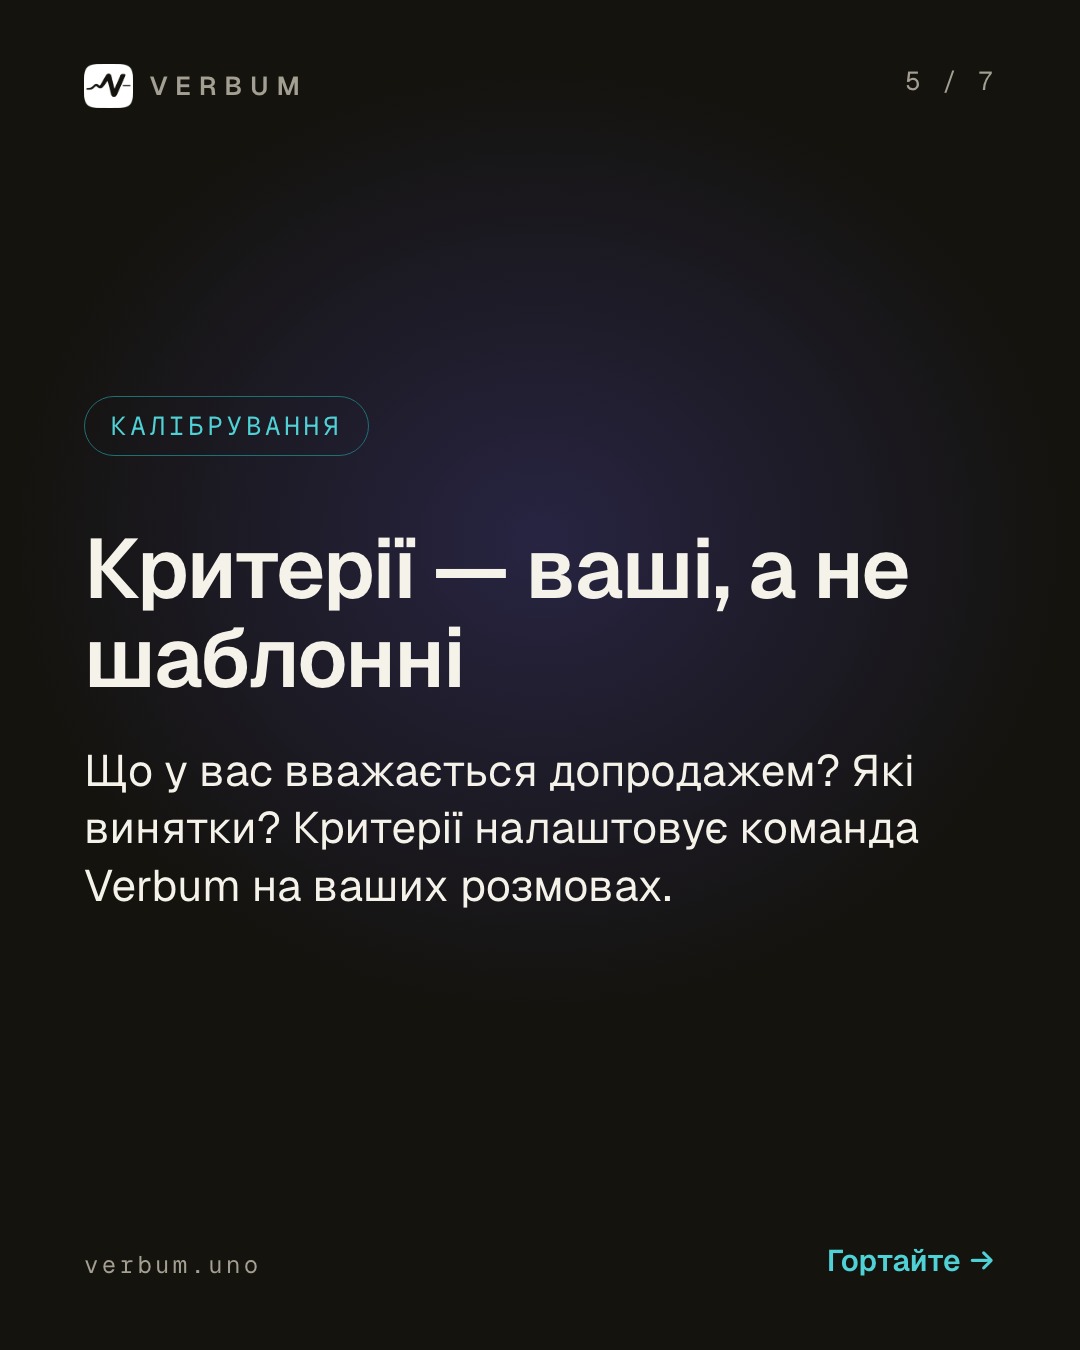 VERBUM
5 / 7
КАЛІБРУВАННЯ
Критерії — ваші, а не
шаблонні
Що у вас вважається допродажем? Які
винятки? Критерії налаштовує команда
Verbum на ваших розмовах.
verbum.uno
Гортайте →